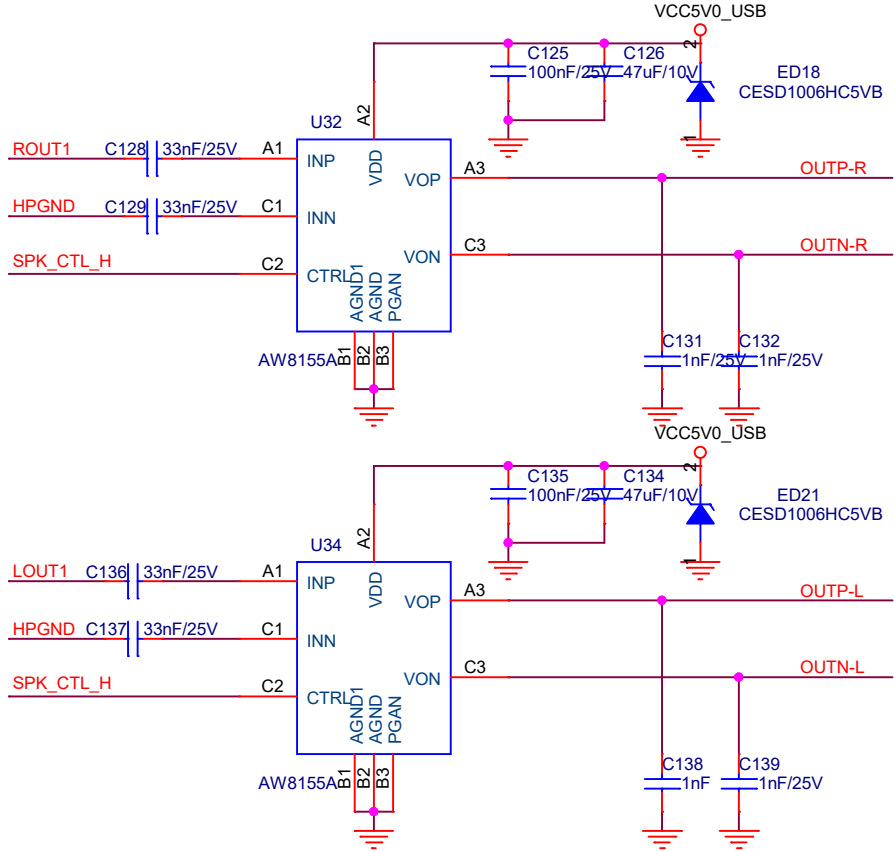 VCC5V0_USB
2
C125
100nF/25V
C126
47uF/10V
ED18
CESD1006HC5VB
1
A2
U32
ROUT1
C128
33nF/25V
A1
INP
VDD
VOP
A3
OUTP-R
HPGND
C129
33nF/25V
C1
INN
VON
C3
OUTN-R
SPK_CTL_H
C2
CTRL
AGND1
AGND
PGAN
AW8155A
B1
B2
B3
C131
1nF/25V
C132
1nF/25V
VCC5V0_USB
2
C135
100nF/25V
C134
47uF/10V
ED21
CESD1006HC5VB
1
A2
U34
LOUT1
C136
33nF/25V
A1
INP
VDD
VOP
A3
OUTP-L
HPGND
C137
33nF/25V
C1
INN
VON
C3
OUTN-L
SPK_CTL_H
C2
CTRL
AGND1
AGND
PGAN
AW8155A
B1
B2
B3
C138
1nF
C139
1nF/25V